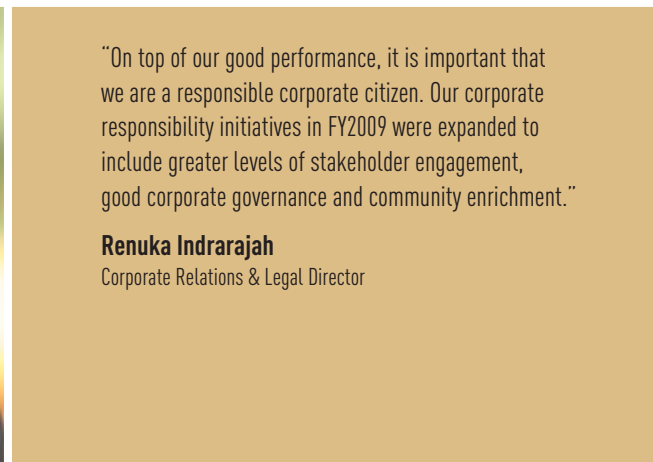 “On top of our good performance, it is important that
we are a responsible corporate citizen. Our corporate
responsibility initiatives in FY2009 were expanded to
include greater levels of stakeholder engagement,
good corporate governance and community enrichment.”
Renuka Indrarajah
Corporate Relations & Legal Director